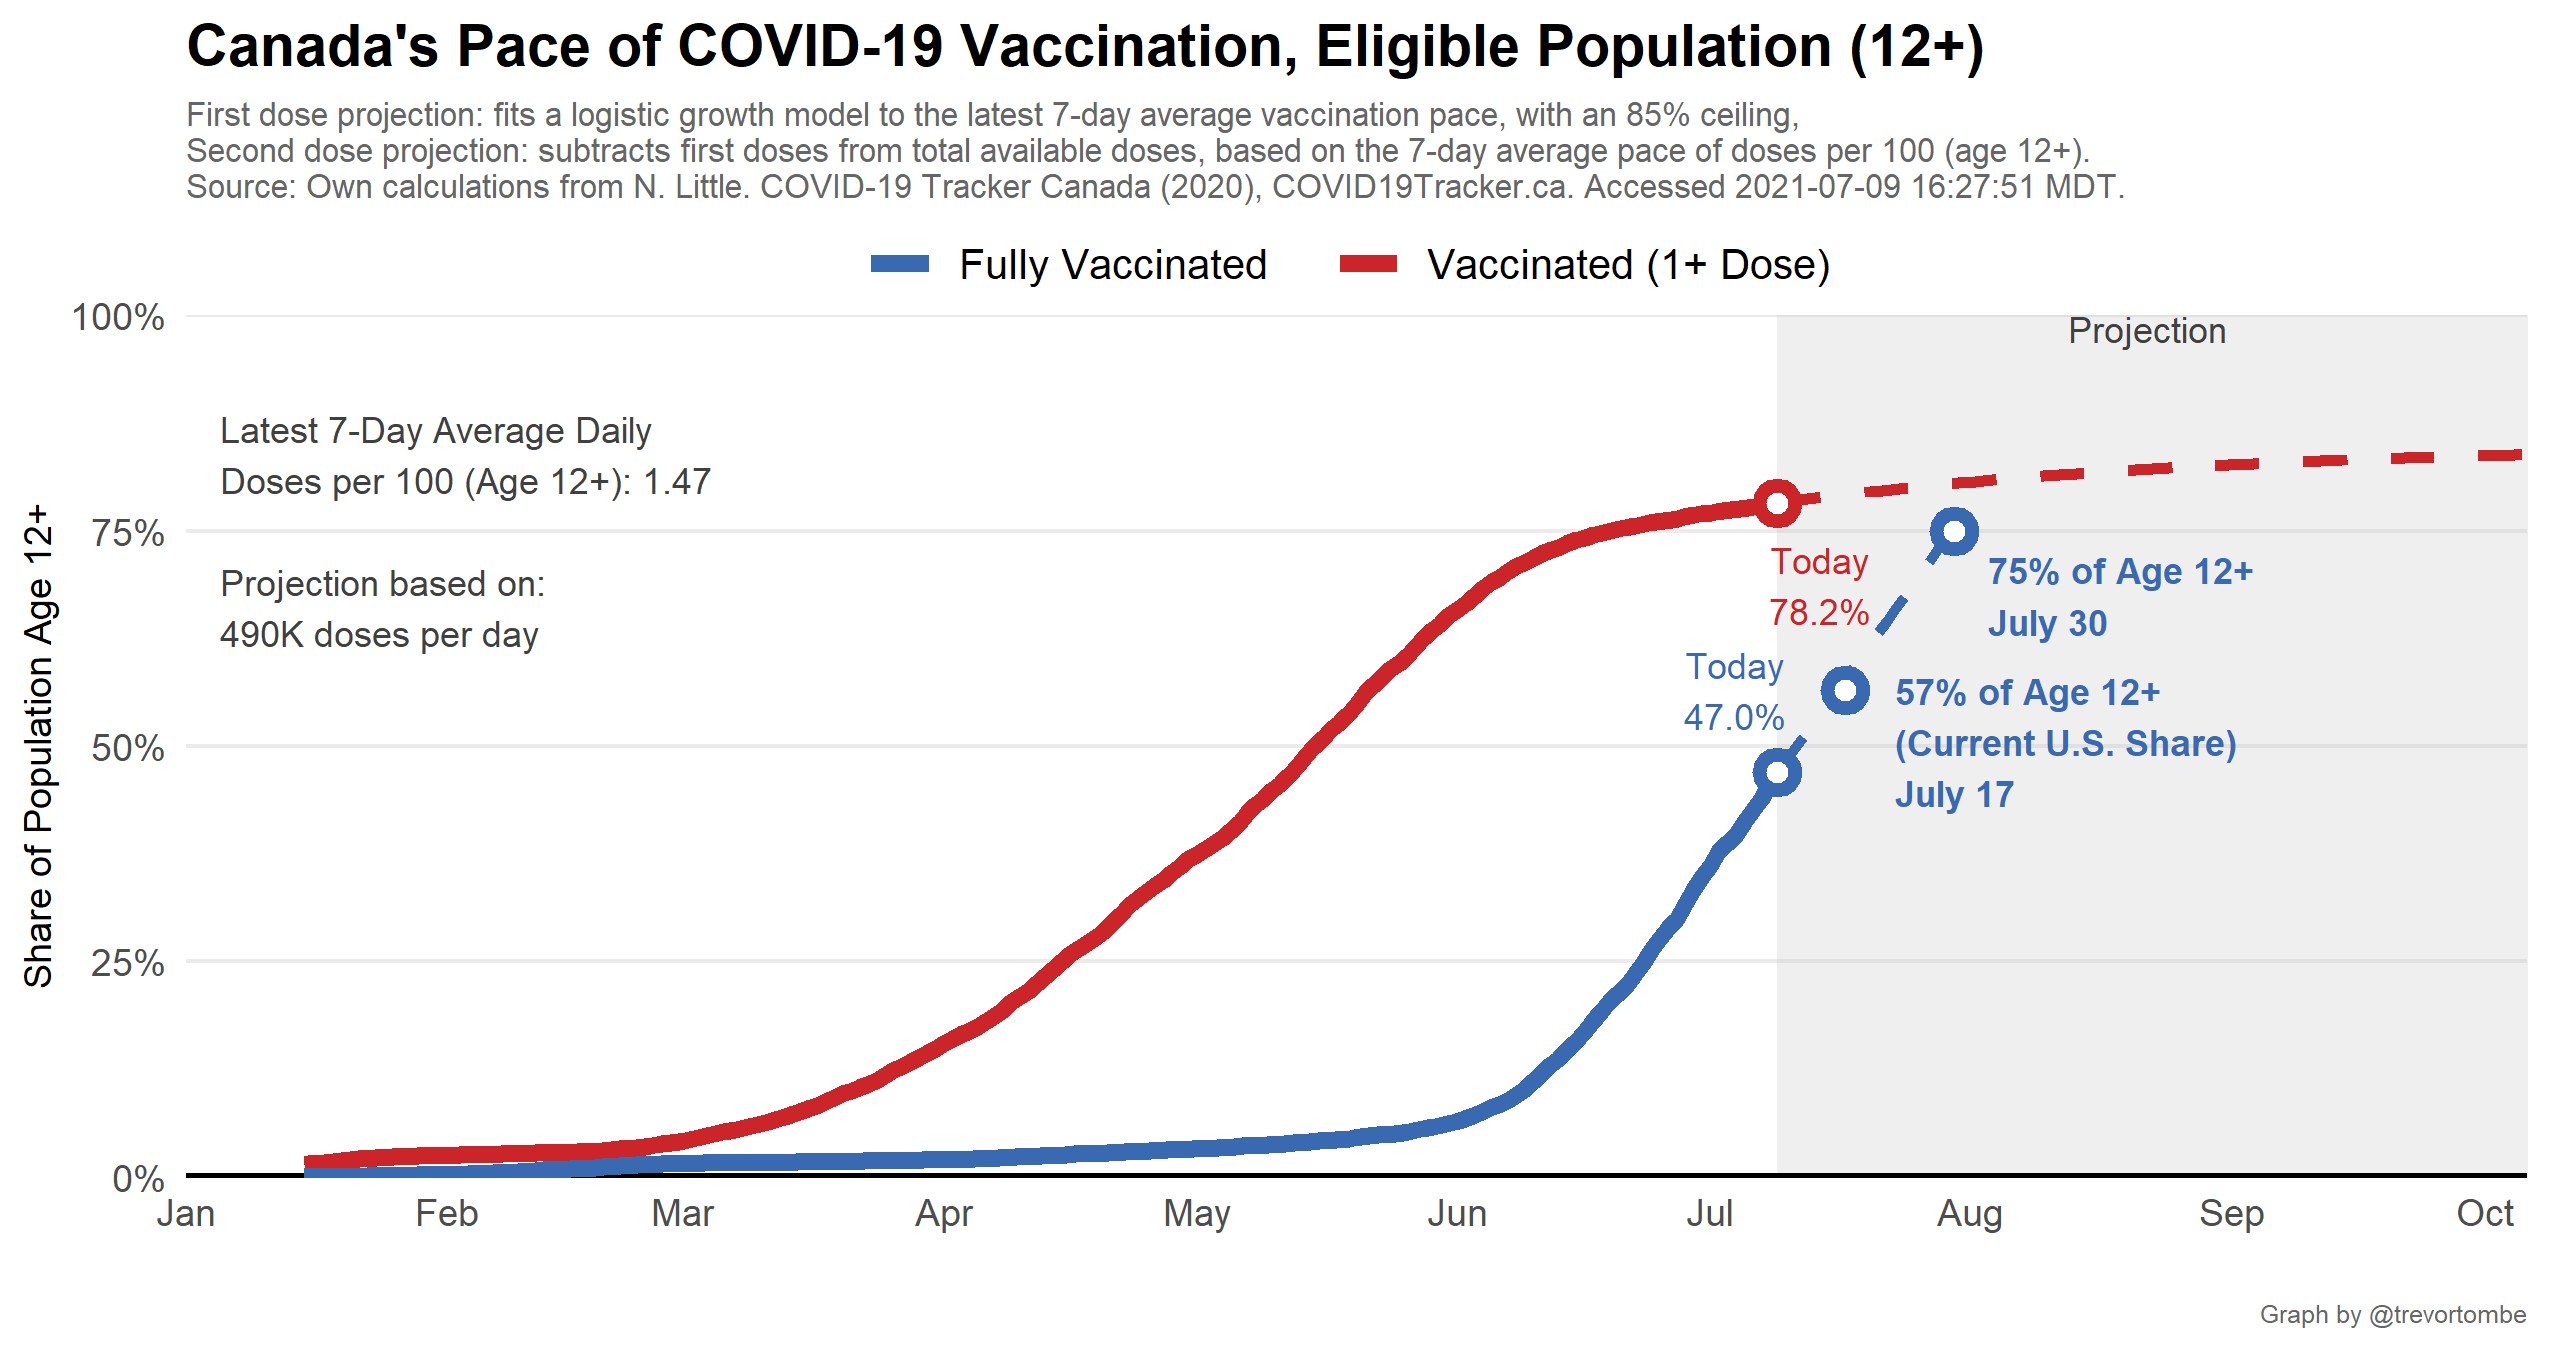 Canada's Pace of COVID-19 Vaccination, Eligible Population (12+)
First dose projection: fits a logistic growth model to the latest 7-day average vaccination pace, with an 85% ceiling,
Second dose projection: subtracts first doses from total available doses, based on the 7-day average pace of doses per 100 (age 12+).
Source: Own calculations from N. Little. COVID-19 Tracker Canada (2020), COVID19Tracker.ca. Accessed 2021-07-09 16:27:51 MDT.
Fully Vaccinated
Vaccinated (1+ Dose)
Share of Population Age 12+
100%
75%
50%
25%
0%
Projection
Latest 7-Day Average Daily
Doses per 100 (Age 12+): 1.47
Projection based on:
490K doses per day
Today
78.2%
75% of Age 12+
July 30
Today
47.0%
57% of Age 12+
(Current U.S. Share)
July 17
Jan
Feb
Mar
Apr
May
Jun
Jul
Aug
Sep
Oct
Graph by @trevortombe